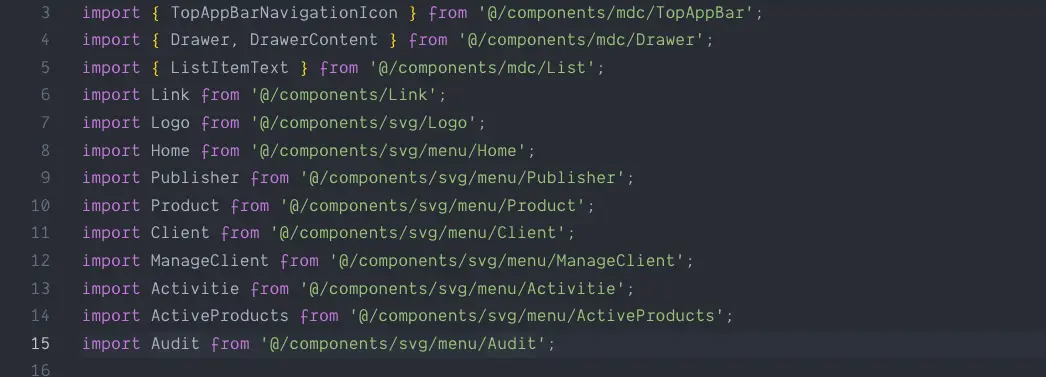 3 import { TopAppBarNavigationIcon } from '@/components/mdc/TopAppBar';
4 import { Drawer, DrawerContent } from '@/components/mdc/Drawer';
5 import { ListItemText } from '@/components/mdc/List';
6 import Link from '@/components/Link';
7 import Logo from '@/components/svg/Logo';
8 import Home from '@/components/svg/menu/Home';
9 import Publisher from '@/components/svg/menu/Publisher';
10 import Product from '@/components/svg/menu/Product';
11 import Client from '@/components/svg/menu/Client';
12 import ManageClient from '@/components/svg/menu/ManageClient';
13 import Activitie from '@/components/svg/menu/Activitie';
14 import ActiveProducts from '@/components/svg/menu/ActiveProducts';
15 import Audit from '@/components/svg/menu/Audit';
16